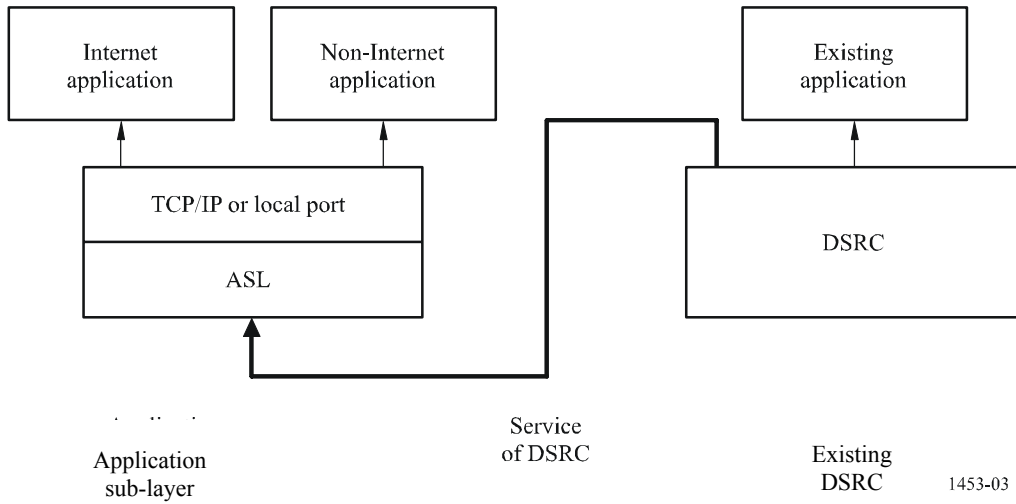 Internet
application
Non-Internet
application
Existing
application
TCP/IP or local port
ASL
DSRC
Service
of DSRC
Application
sub-layer
Existing
DSRC
1453-03